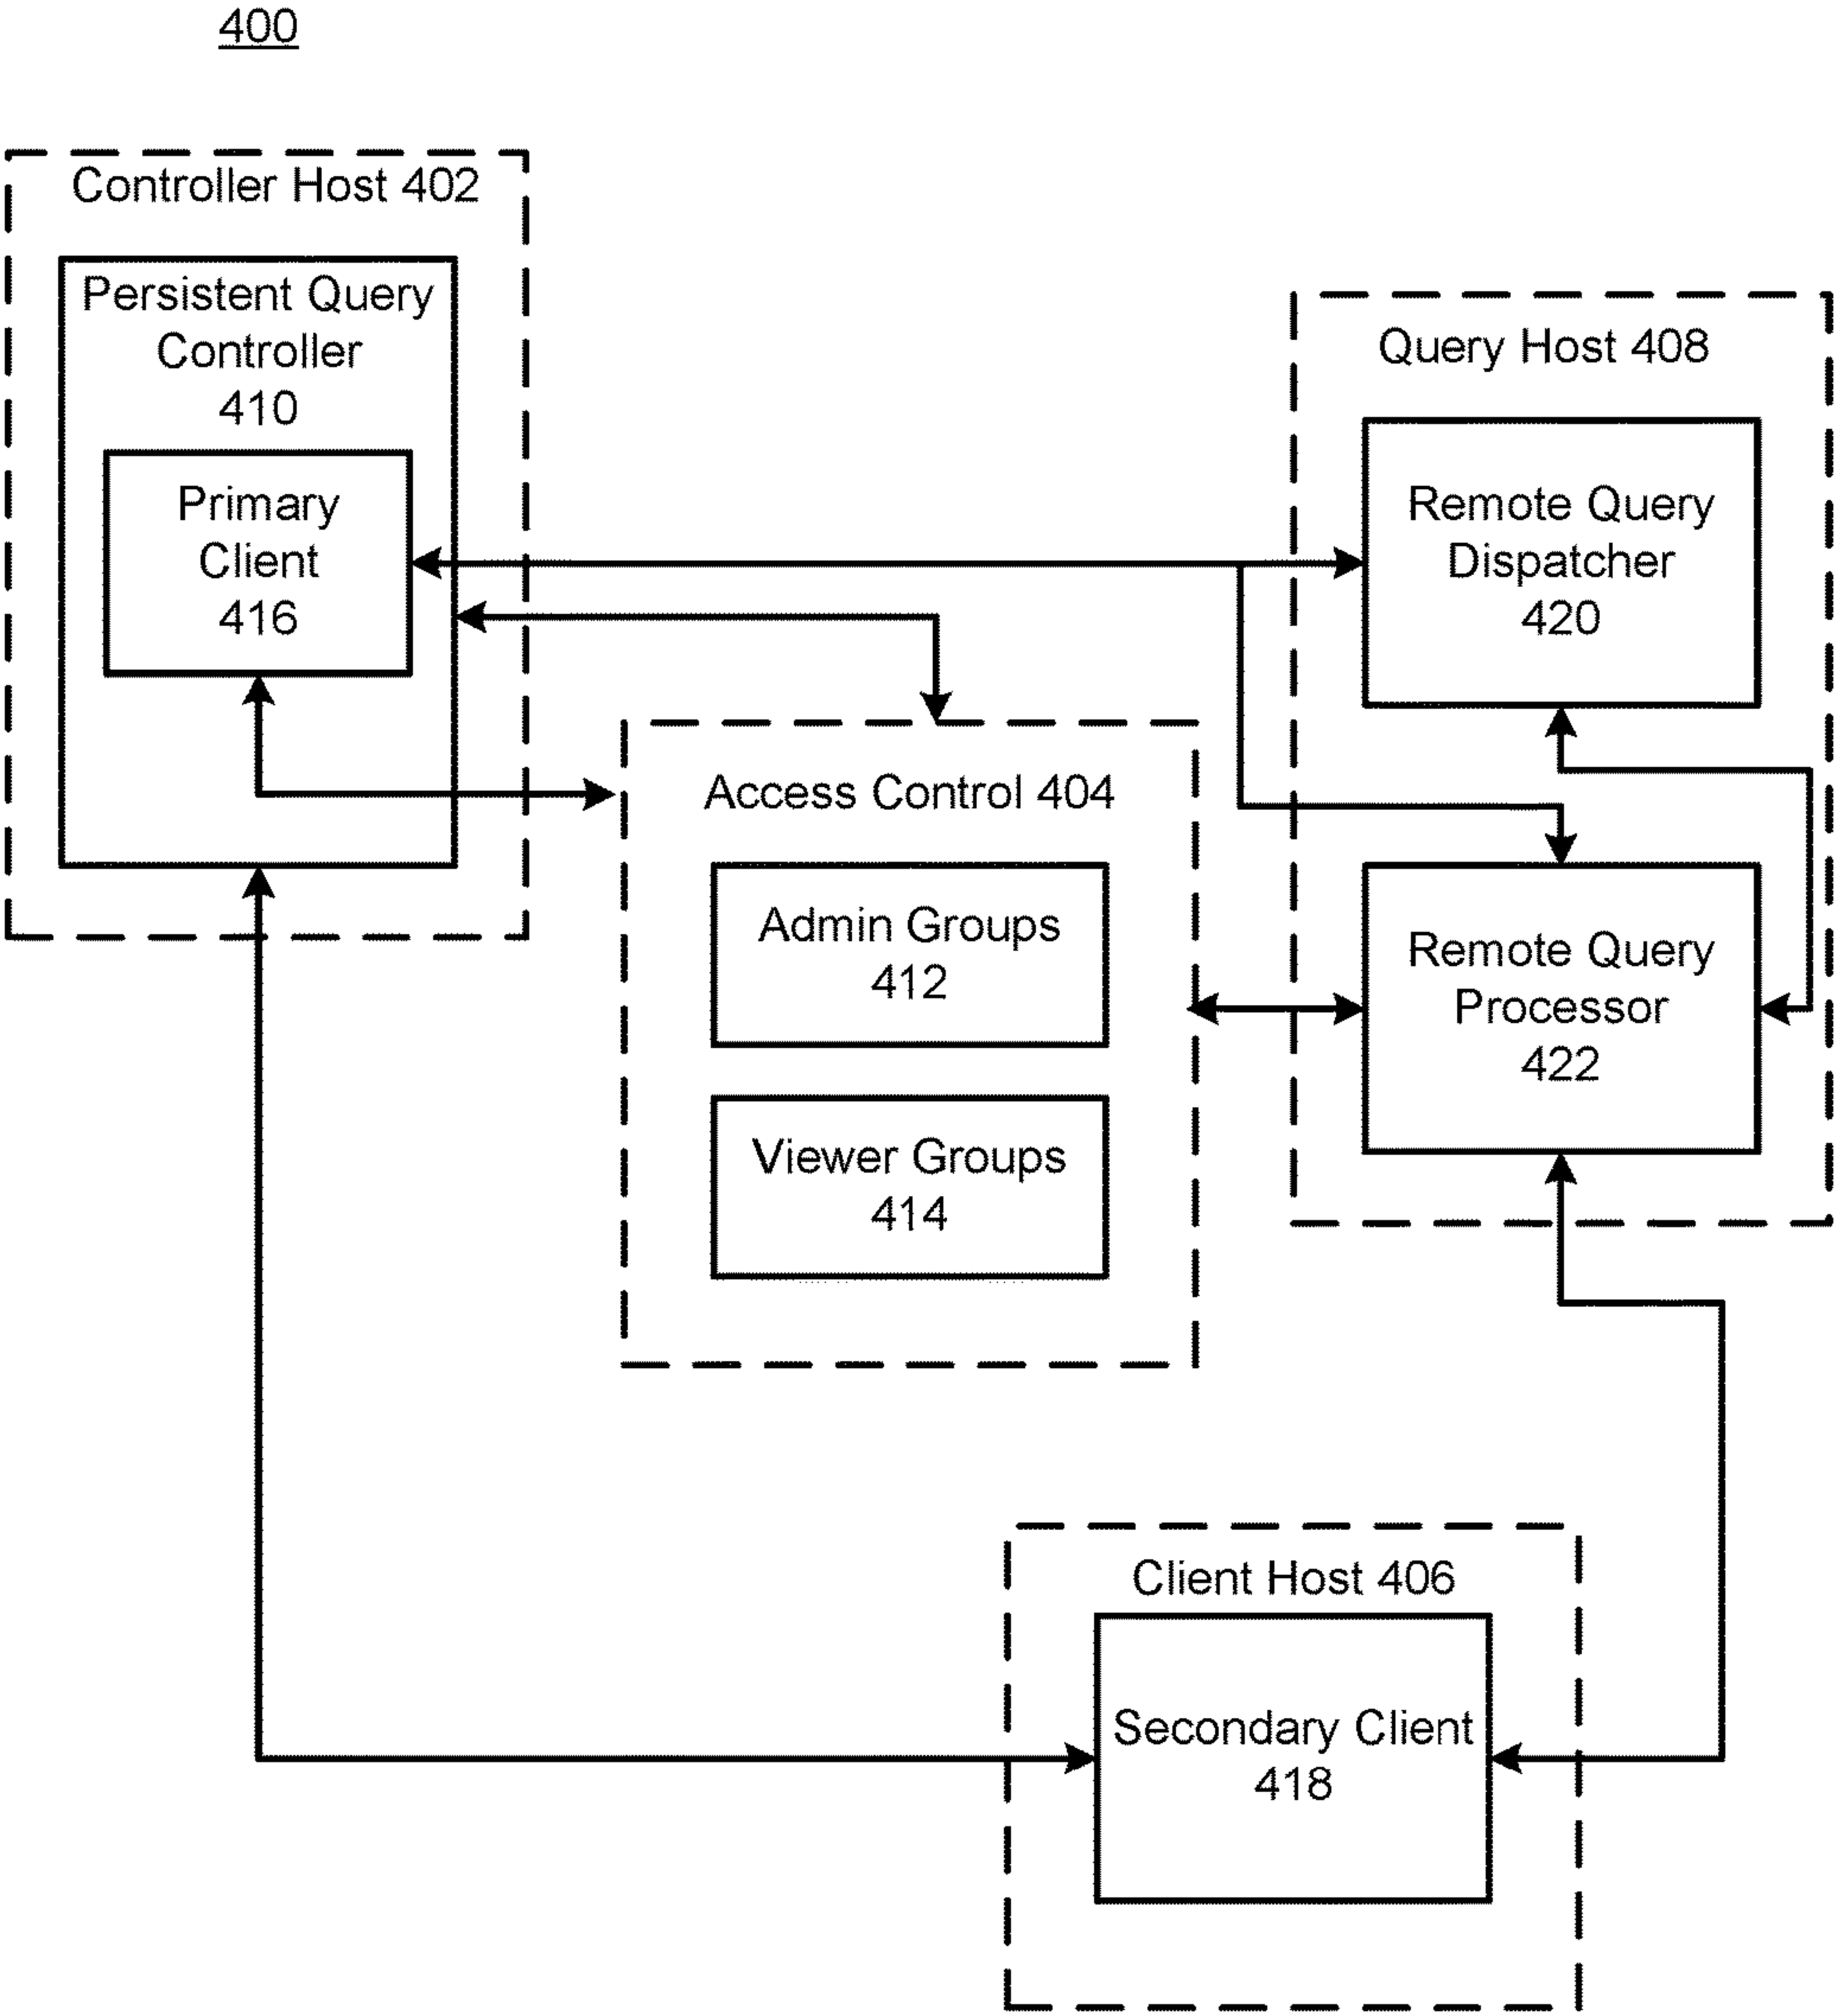 400
Controller Host 402
Persistent Query
Controller
410
Primary
Client
416
Query Host 408
Remote Query
Dispatcher
420
Access Control 404
Admin Groups
412
Viewer Groups
414
Remote Query
Processor
422
Client Host 406
Secondary Client
418